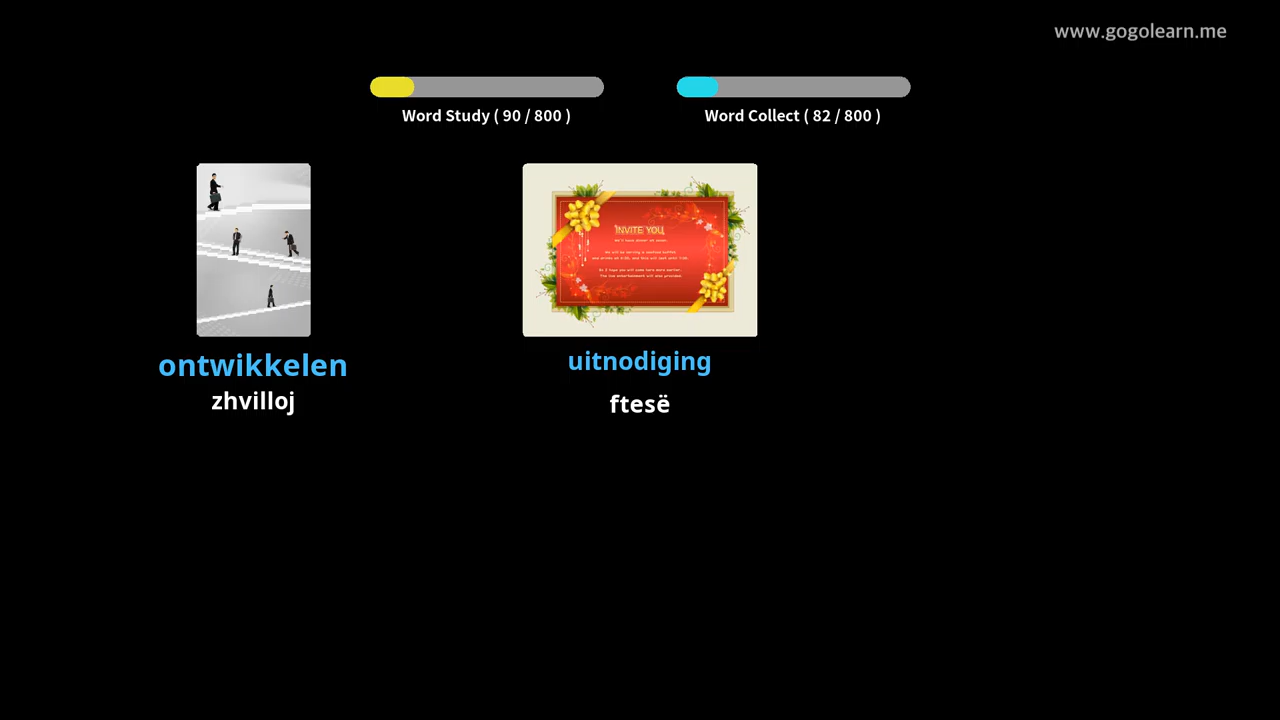 www.gogolearn.me
Word Study ( 90 / 800 )
Word Collect ( 82 / 800 )
INVITE YOU
ontwikkelen
zhvilloj
uitnodiging
ftesë